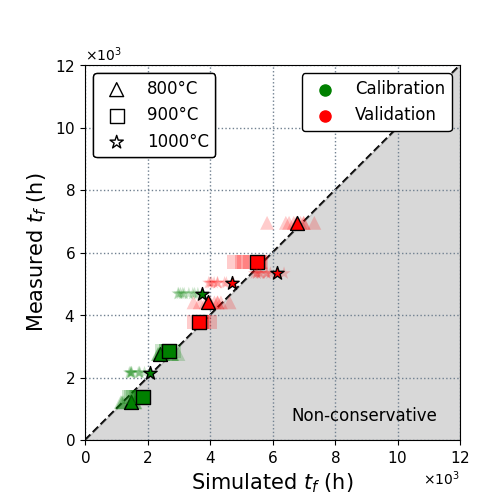 ×10³
12
10
8
6
4
2
0
Measured t_f (h)
800°C
900°C
1000°C
Calibration
Validation
Non-conservative
0 2 4 6 8 10 12
Simulated t_f (h)
×10³